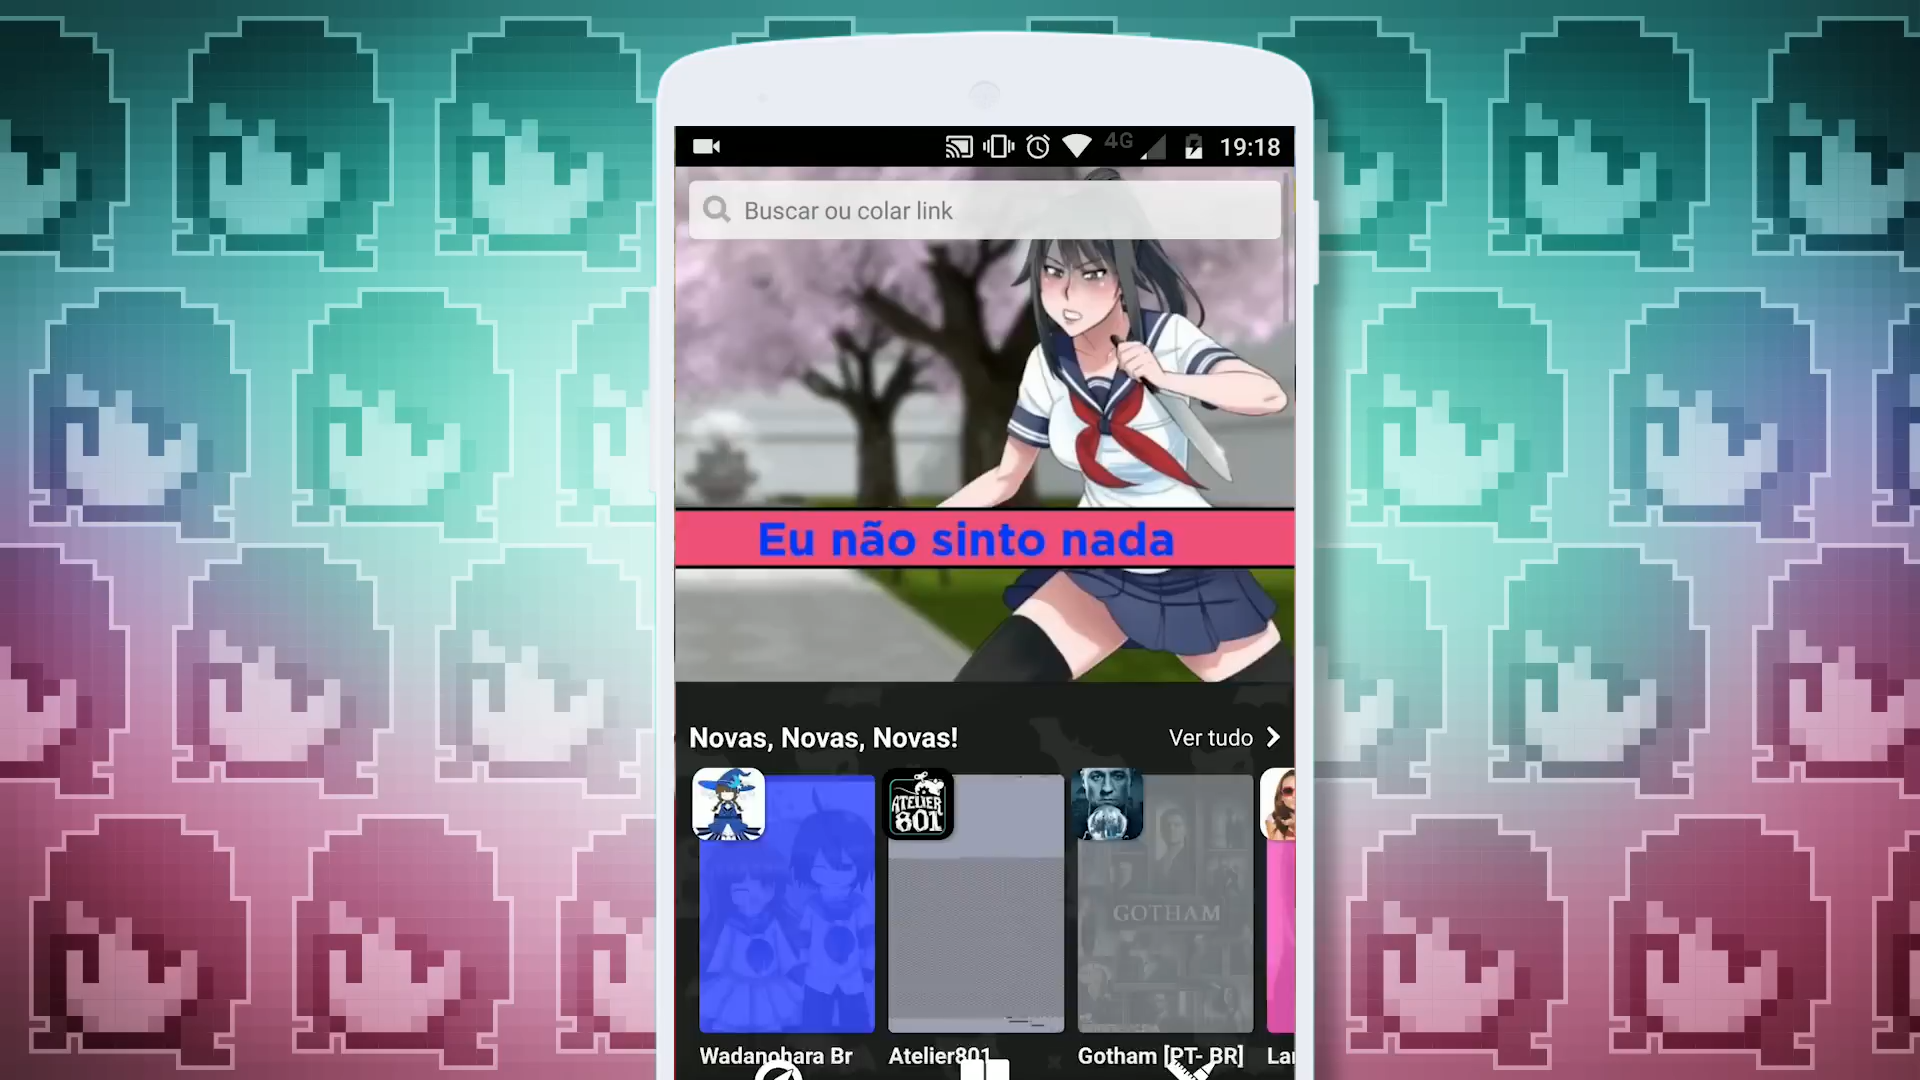 4G 19:18
Buscar ou colar link
Eu não sinto nada
Novas, Novas, Novas!
Ver tudo
ATELIER
801
GOTHAM
Wadanohara Br
Atelier801
Gotham [PT- BR]
Lar